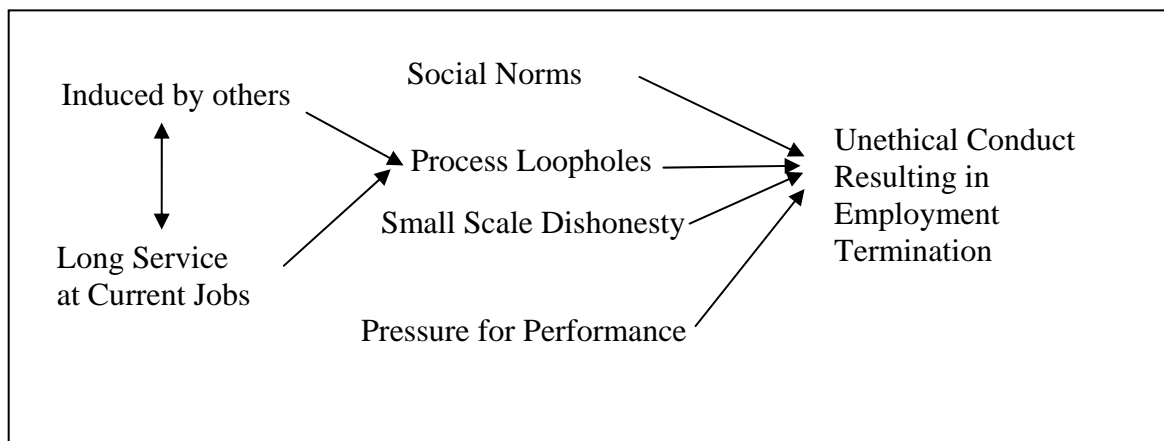 Social Norms
Induced by others
Process Loopholes
Small Scale Dishonesty
Long Service
at Current Jobs
Pressure for Performance
Unethical Conduct
Resulting in
Employment
Termination